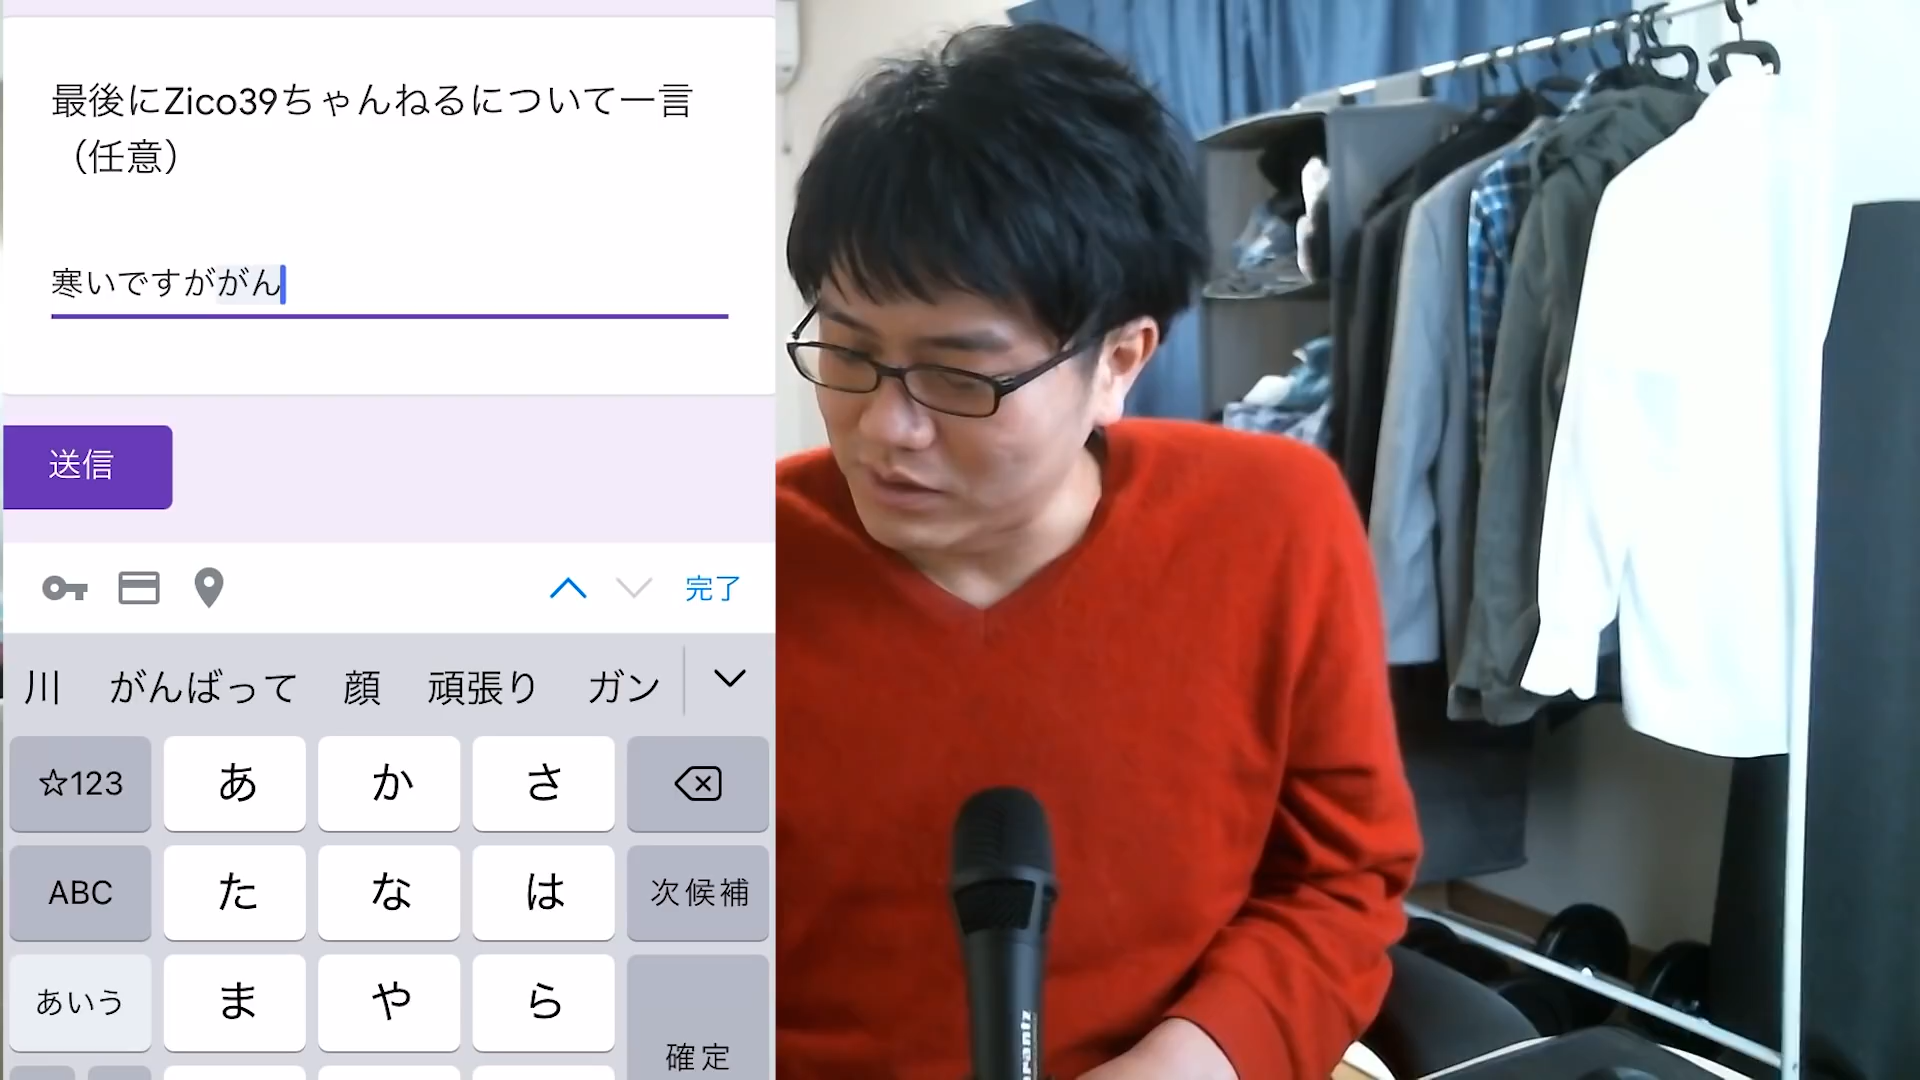 最後にZico39ちゃんねるについて一言
（任意）
寒いですががん
送信
完了
川 がんばって 顔 頑張り ガン
☆123 あ か さ
ABC た な は 次候補
あいう ま や ら
確定
rantz